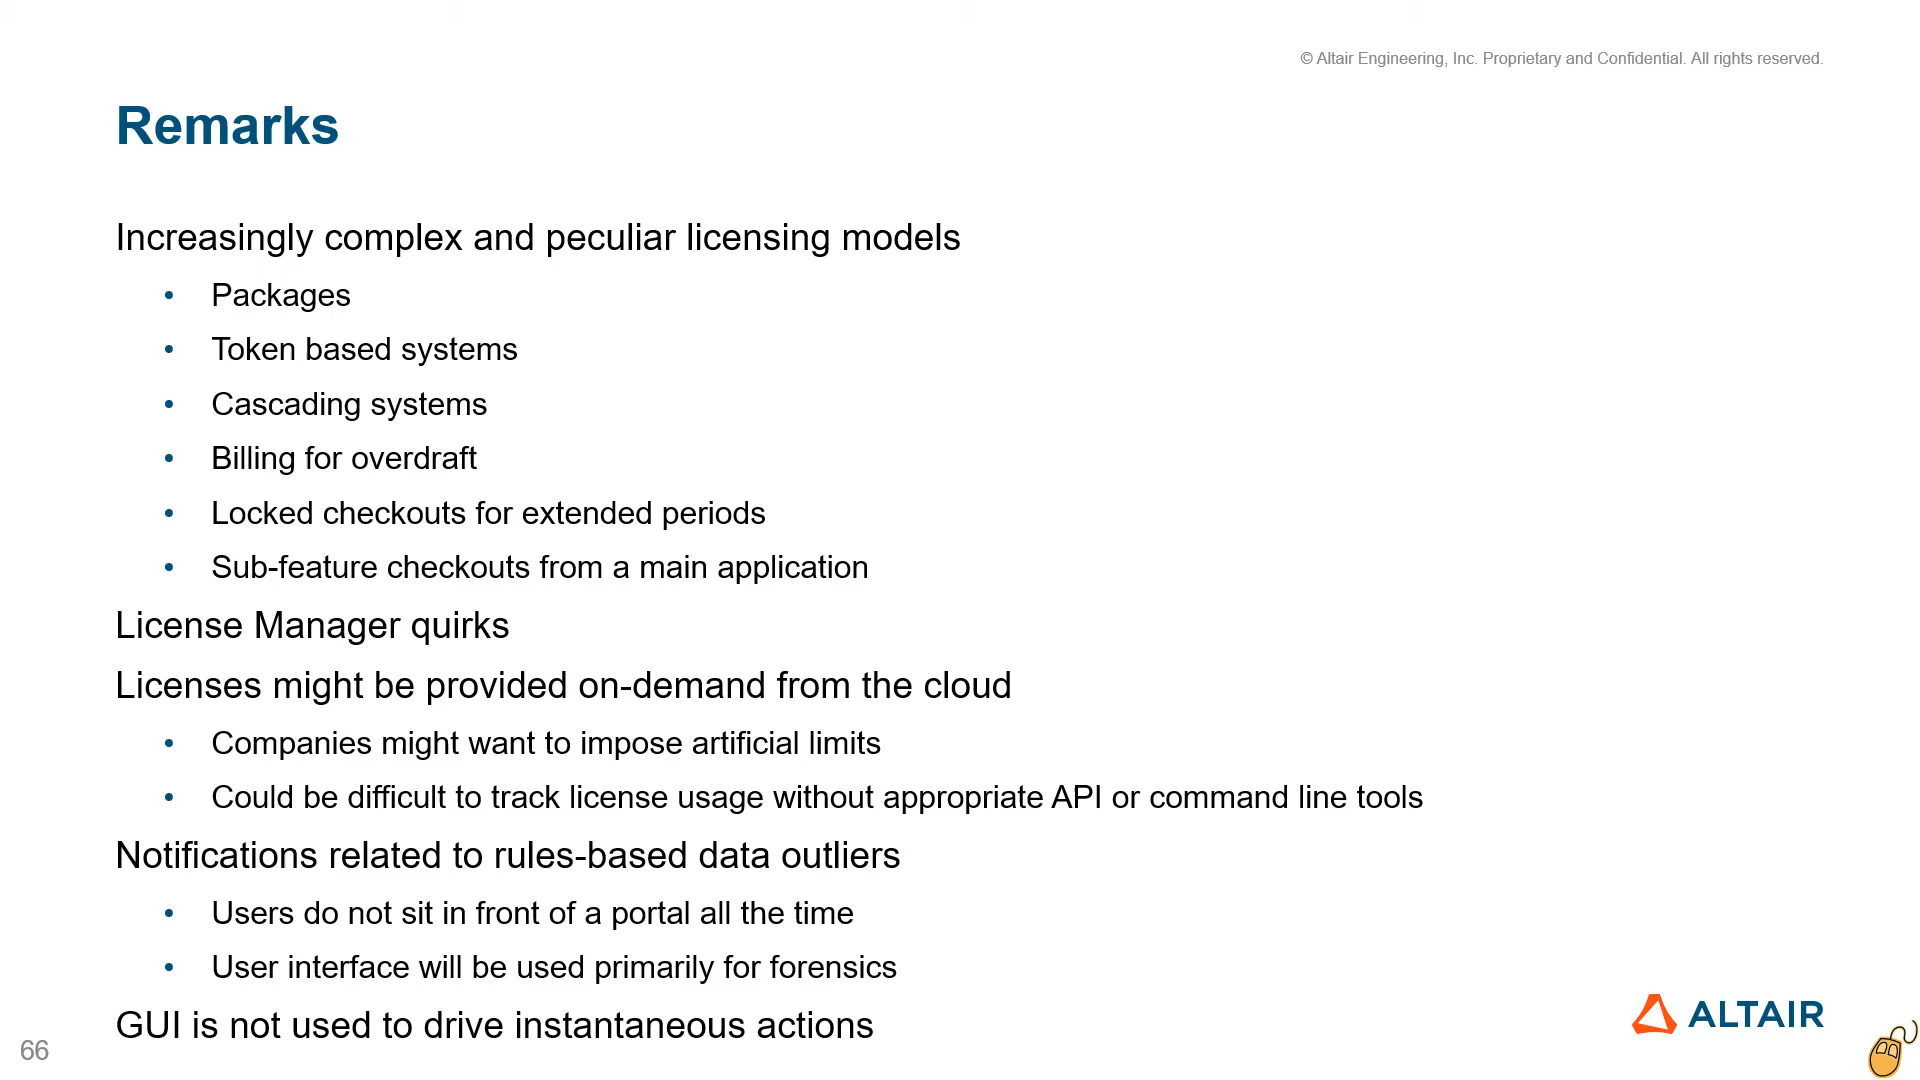 © Altair Engineering, Inc. Proprietary and Confidential. All rights reserved.
Remarks
Increasingly complex and peculiar licensing models
• Packages
• Token based systems
• Cascading systems
• Billing for overdraft
• Locked checkouts for extended periods
• Sub-feature checkouts from a main application
License Manager quirks
Licenses might be provided on-demand from the cloud
• Companies might want to impose artificial limits
• Could be difficult to track license usage without appropriate API or command line tools
Notifications related to rules-based data outliers
• Users do not sit in front of a portal all the time
• User interface will be used primarily for forensics
GUI is not used to drive instantaneous actions
ALTAIR
66